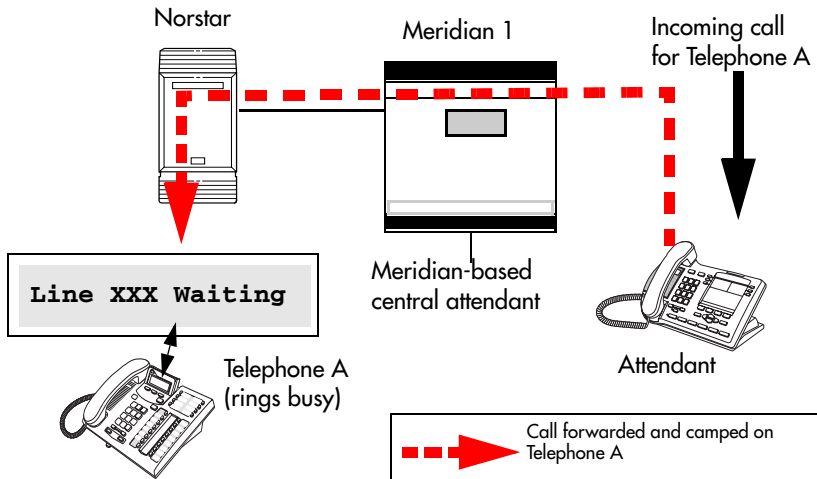 Norstar
Meridian 1
Incoming call
for Telephone A
Line XXX Waiting
Meridian-based
central attendant
Telephone A
(rings busy)
Attendant
Call forwarded and camped on
Telephone A